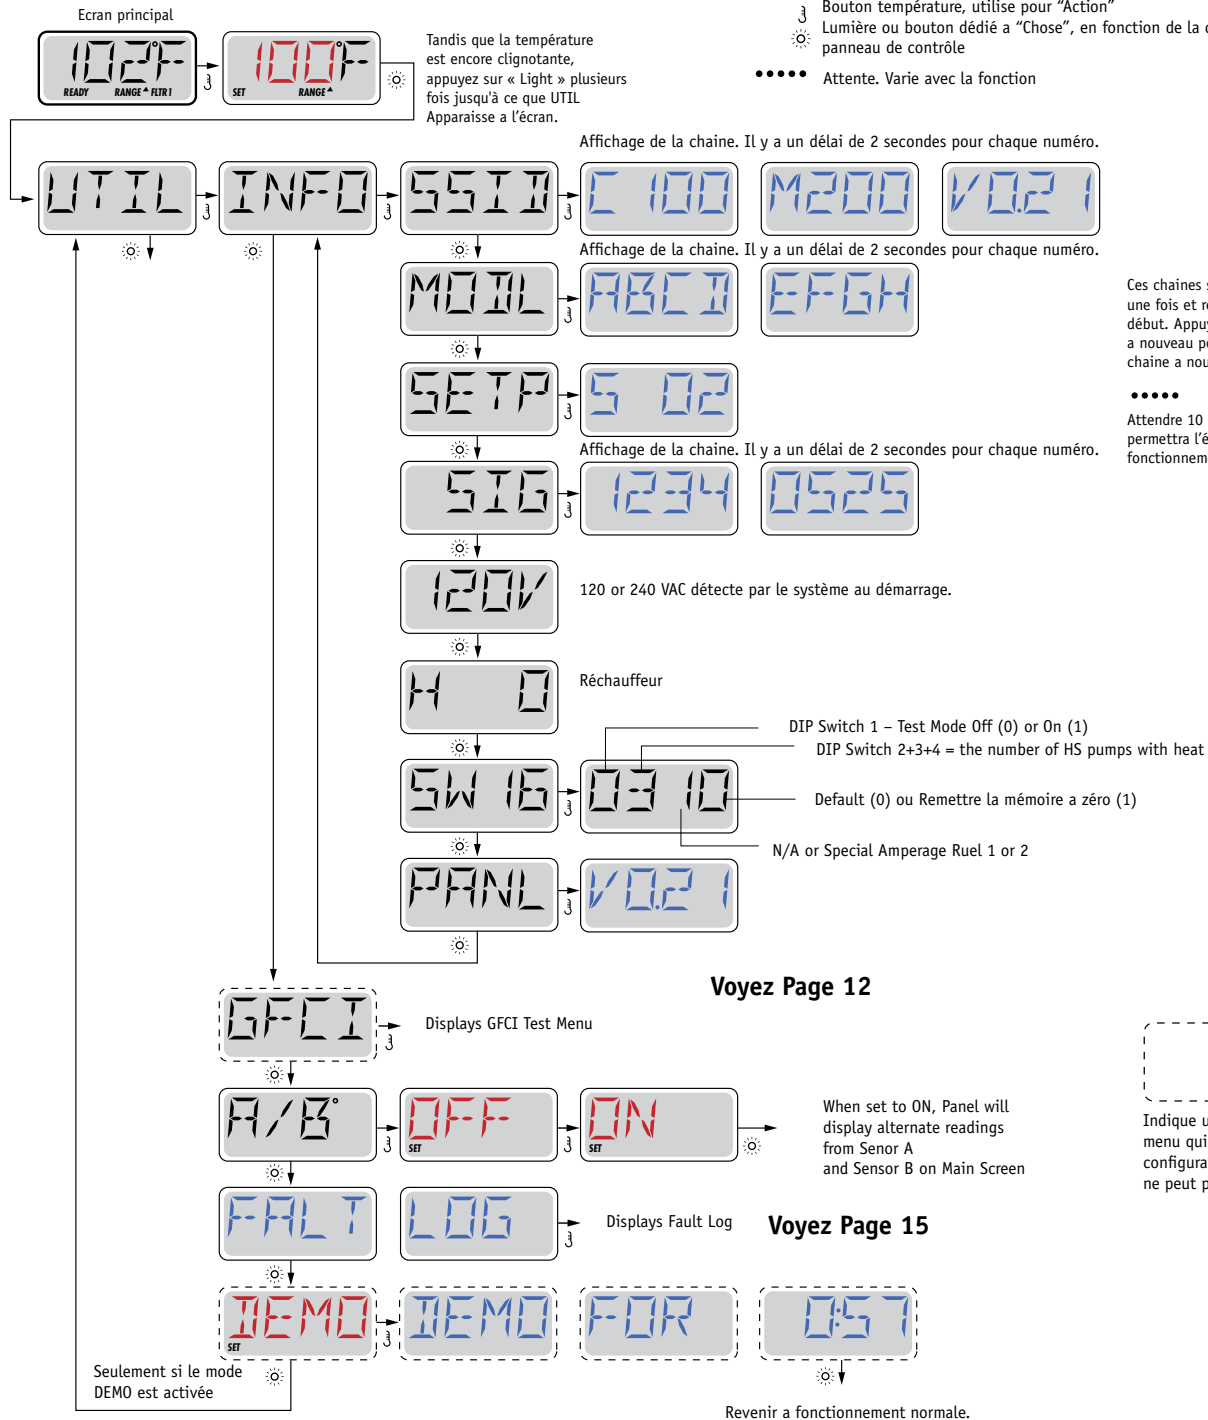 Ecran principal
Bouton température, utilise pour “Action”
Lumière ou bouton dédié a “Chose”, en fonction de la
panneau de contrôle
Attente. Varie avec la fonction
102°F
READY RANGE FLTR1
100°F
SET RANGE
Tandis que la température
est encore clignotante,
appuyez sur « Light » plusieurs
fois jusqu'à ce que UTIL
Apparaisse a l’écran.
Affichage de la chaine. Il y a un délai de 2 secondes pour chaque numéro.
UTIL
INFO
SSID
C 100
M200
V0.21
Affichage de la chaine. Il y a un délai de 2 secondes pour chaque numéro.
MODL
ABCD
EFGH
SETP
S 02
Affichage de la chaine. Il y a un délai de 2 secondes pour chaque numéro.
SIG
1234
0525
Ces chaines
une fois et
début.
a nouveau
chaine a
Attendre 10
permettra
120V
120 or 240 VAC détecte par le système au démarrage.
H 0
Réchauffeur
DIP Switch 1 – Test Mode Off (0) or On (1)
DIP Switch 2+3+4 = the number of HS pumps with heat
SW 16
0310
Default (0) ou Remettre la mémoire a zéro (1)
N/A or Special Amperage Ruel 1 or 2
PANL
V0.21
Voyez Page 12
GFCI
Displays GFCI Test Menu
A/B°
OFF
SET
ON
SET
When set to ON, Panel will
display alternate readings
from Senor A
and Sensor B on Main Screen
Indique
menu qui
ne peut
FALT
LOG
Displays Fault Log
Voyez Page 15
DEMO
SET
DEMO
FOR
0:57
Seulement si le mode
DEMO est activée
Revenir a fonctionnement normale.